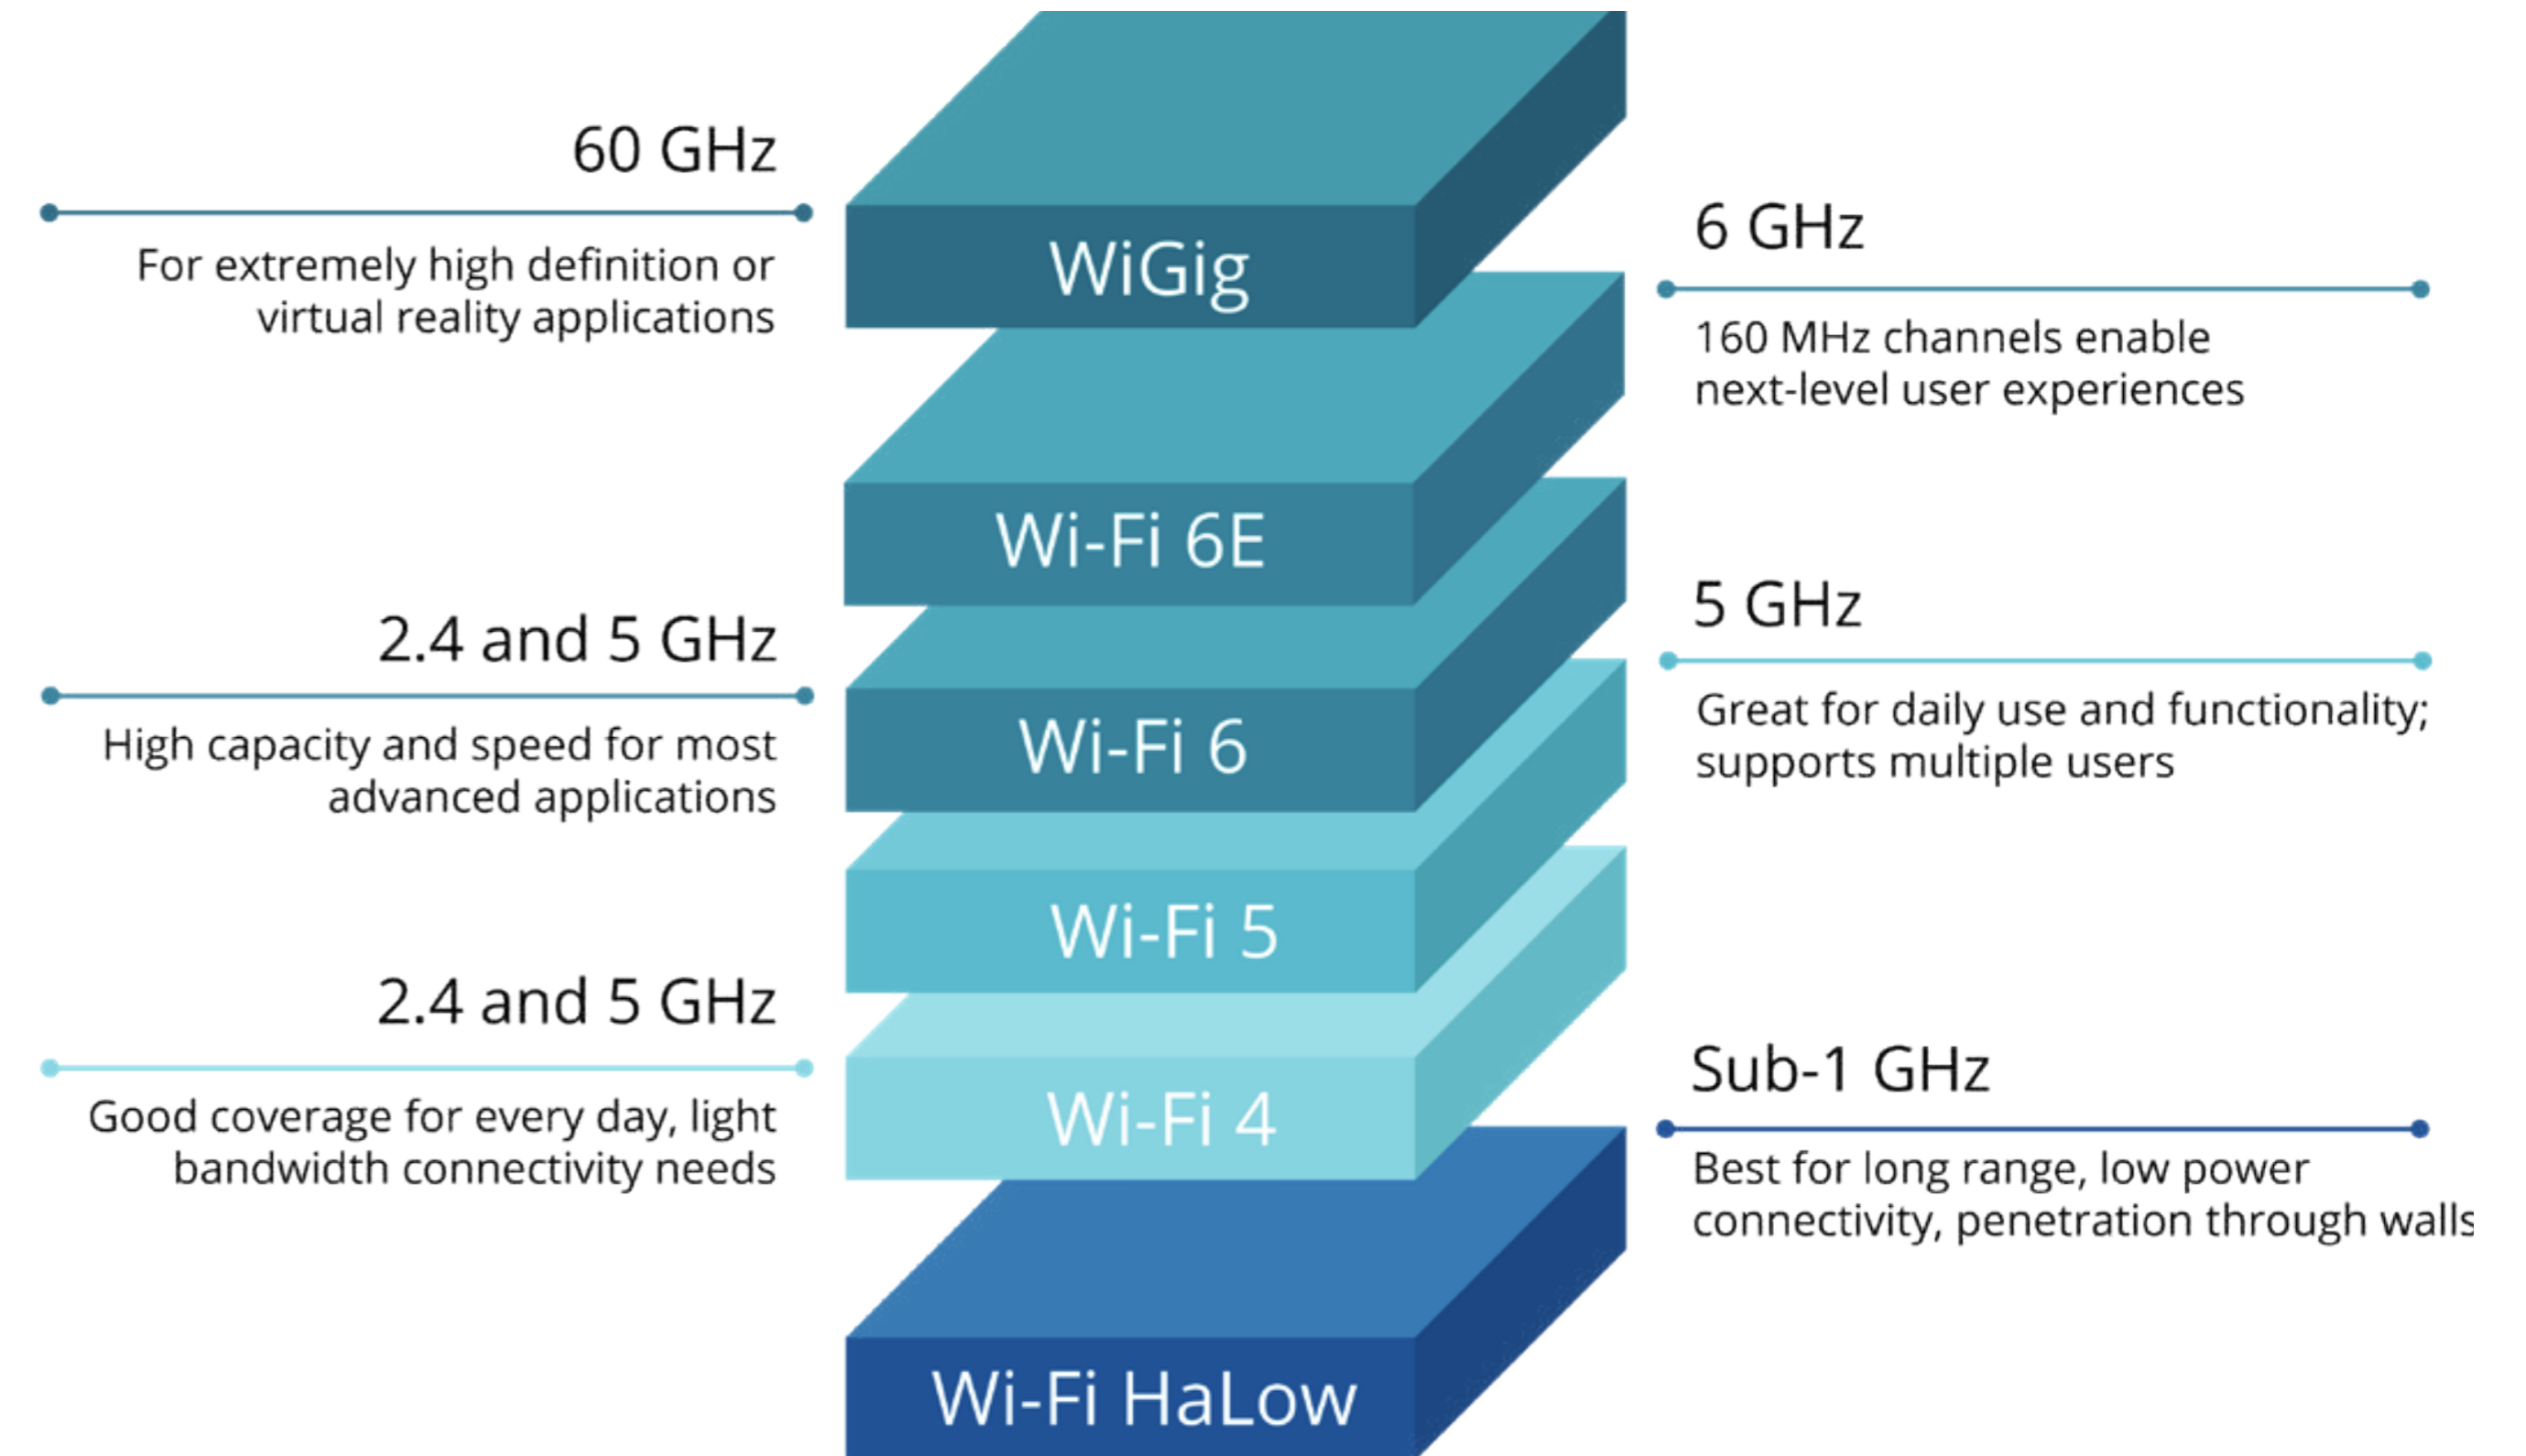 60 GHz
For extremely high definition or
virtual reality applications
WiGig
6 GHz
160 MHz channels enable
next-level user experiences
Wi-Fi 6E
2.4 and 5 GHz
High capacity and speed for most
advanced applications
Wi-Fi 6
5 GHz
Great for daily use and functionality;
supports multiple users
Wi-Fi 5
2.4 and 5 GHz
Good coverage for every day, light
bandwidth connectivity needs
Wi-Fi 4
Sub-1 GHz
Best for long range, low power
connectivity, penetration through walls
Wi-Fi HaLow